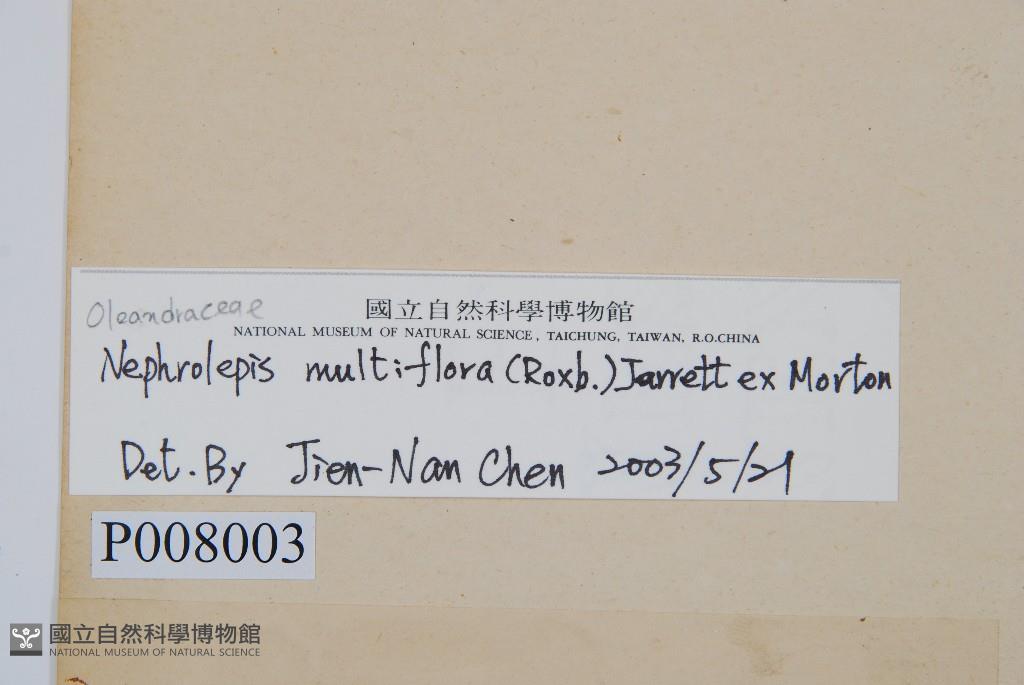 Oleandraceae
國立自然科學博物館
NATIONAL MUSEUM OF NATURAL SCIENCE, TAICHUNG, TAIWAN, R.O.CHINA
Nephrolepis multiflora (Roxb.) Jarrett ex Morton
Det. By Jien-Nan Chen 2003/5/21
P008003
國立自然科學博物館
NATIONAL MUSEUM OF NATURAL SCIENCE